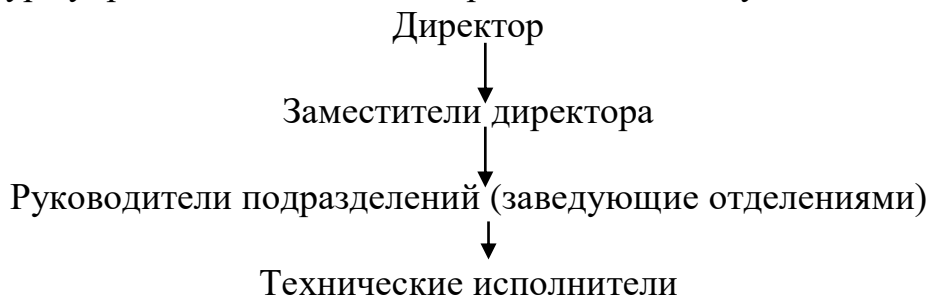 Директор
Заместители директора
Руководители подразделений (заведующие отделениями)
Технические исполнители